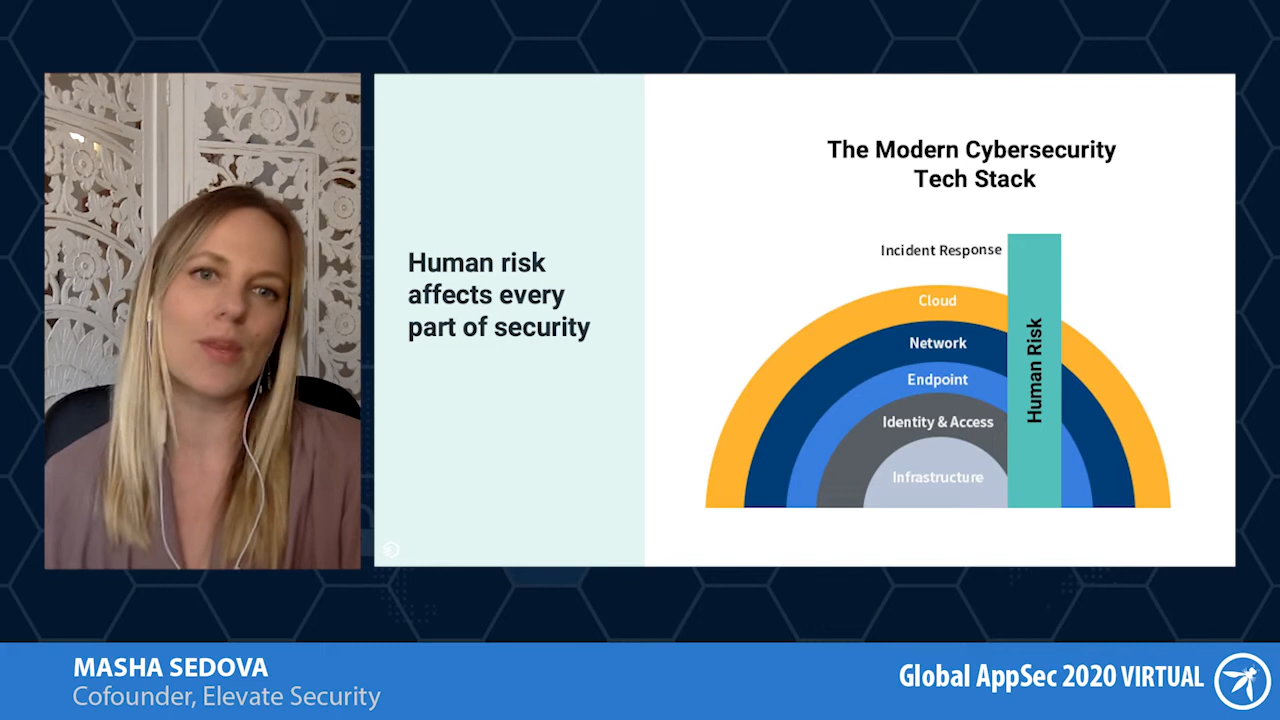 Human risk
affects every
part of security
The Modern Cybersecurity
Tech Stack
Incident Response
Cloud
Network
Endpoint
Identity & Access
Infrastructure
Human Risk
MASHA SEDOVA
Cofounder, Elevate Security
Global AppSec 2020 VIRTUAL